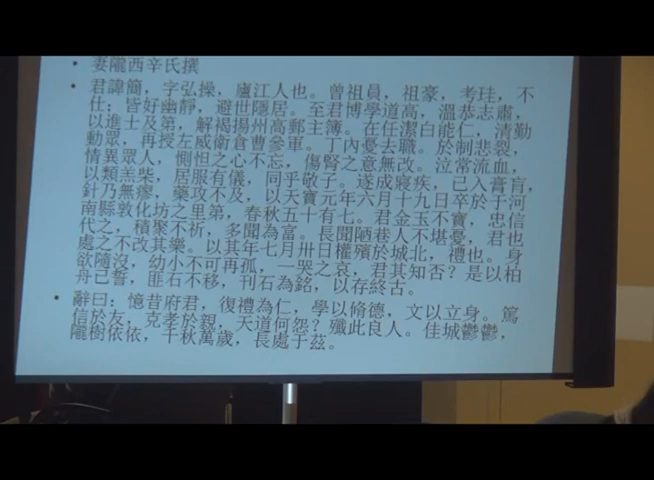 • 妻隴西辛氏撰
• 君諱簡，字弘操，廬江人也。曾祖員，祖豪，考珪，不
仕；皆好幽靜，避世隱居。至君博學道高，溫恭志肅，
以進士及第，解褐揚州高郵主簿。在任潔白能仁，清勤
動眾，再授左威衛倉曹參軍。丁內憂去職。於制悲裂，
情異眾人，惻怛之心不忘，傷腎之意無改。泣常流血，
以類羔柴，居服有儀，同乎敬子。遂成寢疾，已入膏肓，
針乃無瘳，藥攻不及，以天寶元年六月十九日卒於于河
南縣敦化坊之里第，春秋五十有七。君金玉不寶，忠信
代之，積聚不祈，多聞為富。長聞陋巷人不堪憂，君也
處之不改其樂。以其年七月卅日權殯於城北，禮也。身
欲隨沒，幼小不可再孤，一哭之哀，君其知否？是以柏
舟已誓，匪石不移，刊石為銘，以存終古。
• 辭曰：憶昔府君，復禮為仁，學以脩德，文以立身。篤
信於友，克孝於親，天道何怨？殲此良人。佳城鬱鬱，
隴樹依依，千秋萬歲，長處于茲。